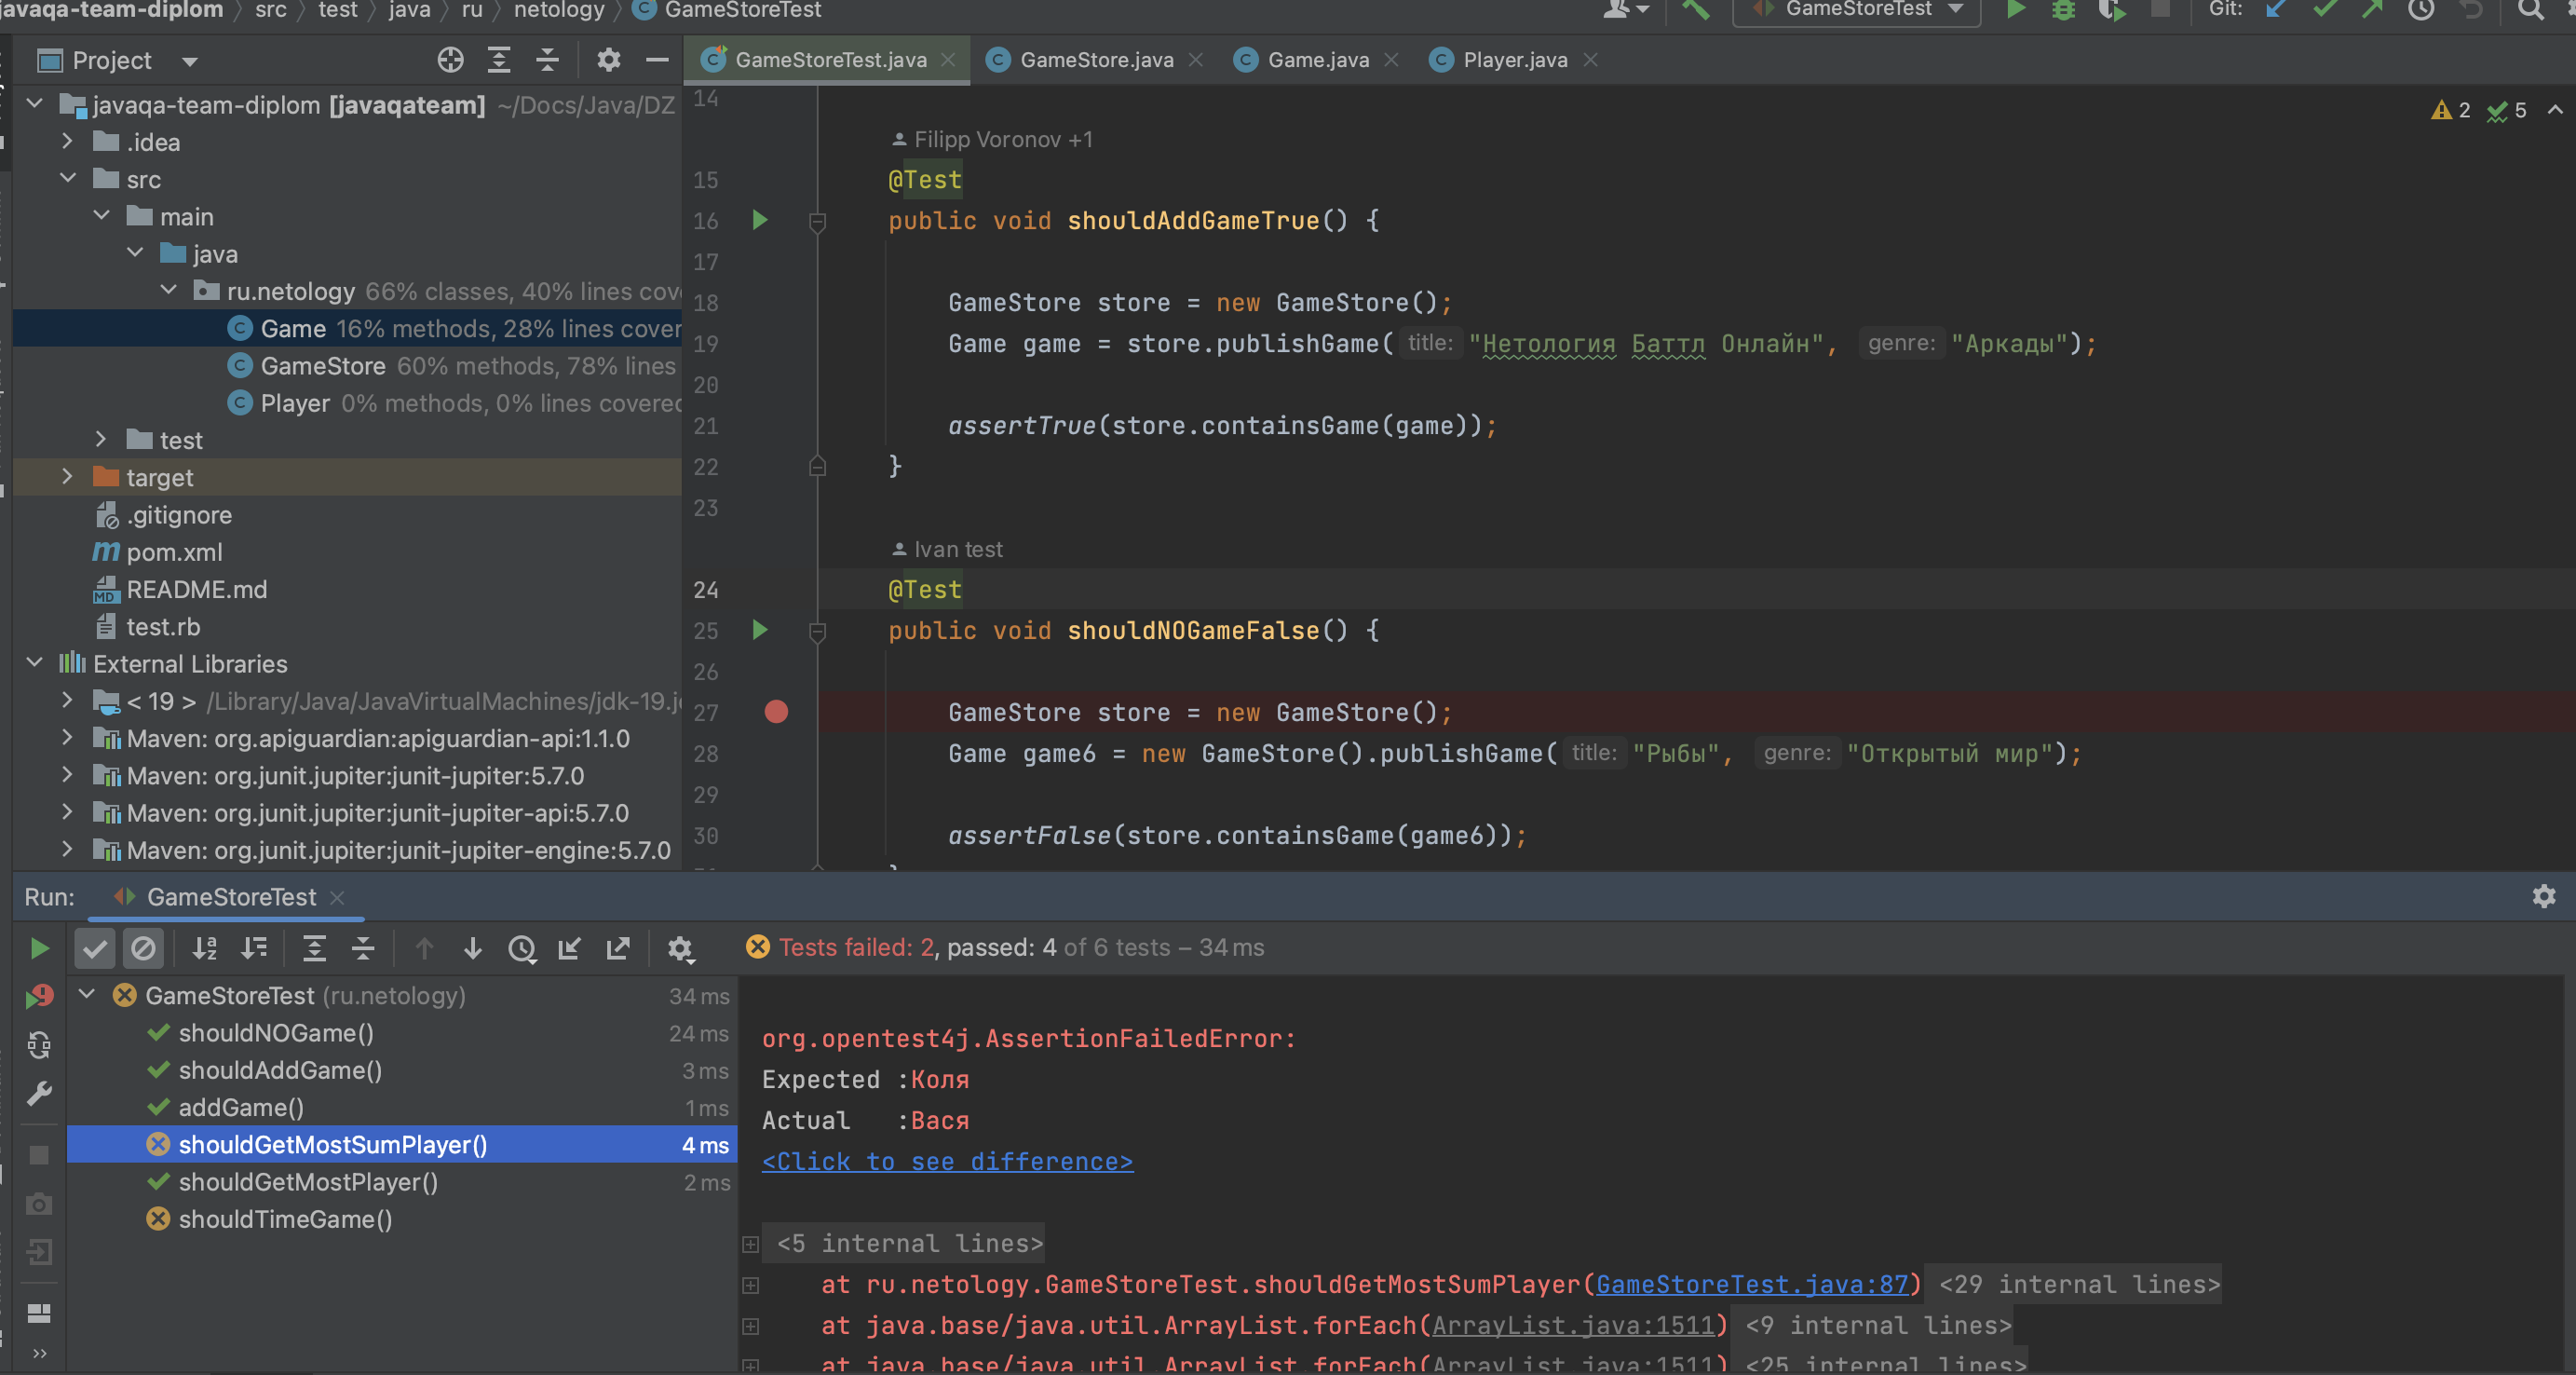 javaqa-team-diplom src test java ru netology GameStoreTest
GameStoreTest Git:
Project
javaqa-team-diplom [javaqateam] ~/Docs/Java/DZ
.idea
src
main
java
ru.netology 66% classes, 40% lines cov
Game 16% methods, 28% lines cover
GameStore 60% methods, 78% lines
Player 0% methods, 0% lines covered
test
target
.gitignore
pom.xml
README.md
test.rb
External Libraries
< 19 > /Library/Java/JavaVirtualMachines/jdk-19.j
Maven: org.apiguardian:apiguardian-api:1.1.0
Maven: org.junit.jupiter:junit-jupiter:5.7.0
Maven: org.junit.jupiter:junit-jupiter-api:5.7.0
Maven: org.junit.jupiter:junit-jupiter-engine:5.7.0
GameStoreTest.java GameStore.java Game.java Player.java
2 5
14
Filipp Voronov +1
15 @Test
16 public void shouldAddGameTrue() {
17
18 GameStore store = new GameStore();
19 Game game = store.publishGame( title: "Нетология Баттл Онлайн", genre: "Аркады");
20
21 assertTrue(store.containsGame(game));
22 }
23
Ivan test
24 @Test
25 public void shouldNOGameFalse() {
26
27 GameStore store = new GameStore();
28 Game game6 = new GameStore().publishGame( title: "Рыбы", genre: "Открытый мир");
29
30 assertFalse(store.containsGame(game6));
Run: GameStoreTest
Tests failed: 2, passed: 4 of 6 tests – 34 ms
GameStoreTest (ru.netology) 34 ms
shouldNOGame() 24 ms
shouldAddGame() 3 ms
addGame() 1 ms
shouldGetMostSumPlayer() 4 ms
shouldGetMostPlayer() 2 ms
shouldTimeGame()
org.opentest4j.AssertionFailedError:
Expected :Коля
Actual :Вася
<Click to see difference>
<5 internal lines>
at ru.netology.GameStoreTest.shouldGetMostSumPlayer(GameStoreTest.java:87) <29 internal lines>
at java.base/java.util.ArrayList.forEach(ArrayList.java:1511) <9 internal lines>
at java.base/java.util.ArrayList.forEach(ArrayList.java:1511) <25 internal lines>